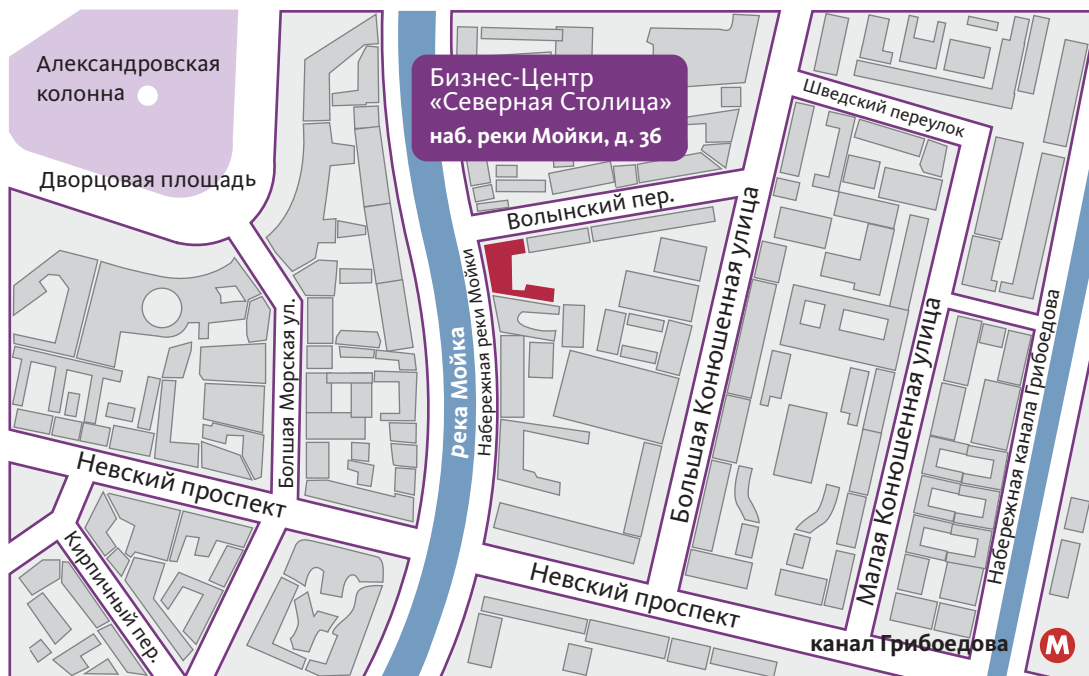 Александровская
колонна
Дворцовая площадь
Бизнес-Центр
«Северная Столица»
наб. реки Мойки, д. 36
Шведский переулок
Волынский пер.
Набережная реки Мойки
река Мойка
Большая Морская ул.
Большая Конюшенная улица
Малая Конюшенная улица
Набережная канала Грибоедова
Невский проспект
Кирпичный пер.
Невский проспект
канал Грибоедова
М